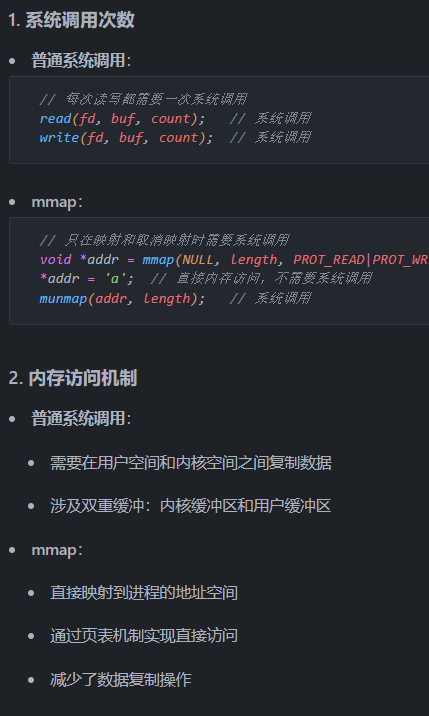 1. 系统调用次数
• 普通系统调用：
// 每次读写都需要一次系统调用
read(fd, buf, count);   // 系统调用
write(fd, buf, count);  // 系统调用
• mmap：
// 只在映射和取消映射时需要系统调用
void *addr = mmap(NULL, length, PROT_READ|PROT_WR
*addr = 'a';  // 直接内存访问，不需要系统调用
munmap(addr, length);   // 系统调用
2. 内存访问机制
• 普通系统调用：
• 需要在用户空间和内核空间之间复制数据
• 涉及双重缓冲：内核缓冲区和用户缓冲区
• mmap：
• 直接映射到进程的地址空间
• 通过页表机制实现直接访问
• 减少了数据复制操作